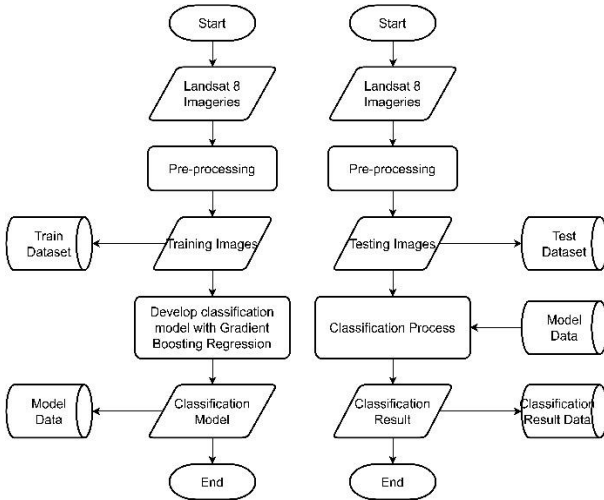 Start
Landsat 8
Imageries
Pre-processing
Train
Dataset
Training Images
Develop classification
model with Gradient
Boosting Regression
Model
Data
Classification
Model
End
Start
Landsat 8
Imageries
Pre-processing
Testing Images
Test
Dataset
Classification Process
Model
Data
Classification
Result
Classification
Result Data
End